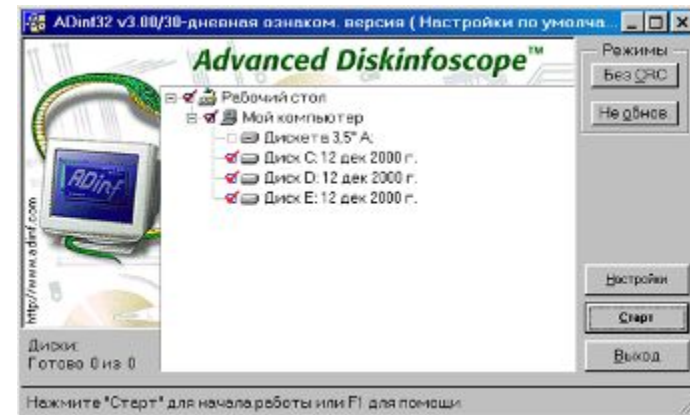 ADinf32 v3.00/30-дневная ознаком. версия ( Настройки по умолча...
Advanced Diskinfoscope™
Режимы
Без CRC
Не обнов.
Рабочий стол
Мой компьютер
Дискета 3,5" A:
Диск C: 12 дек 2000 г.
Диск D: 12 дек 2000 г.
Диск E: 12 дек 2000 г.
ADinf
http://www.adinf.com
Настройки
Старт
Выход
Диски:
Готово 0 из 0
Нажмите "Старт" для начала работы или F1 для помощи